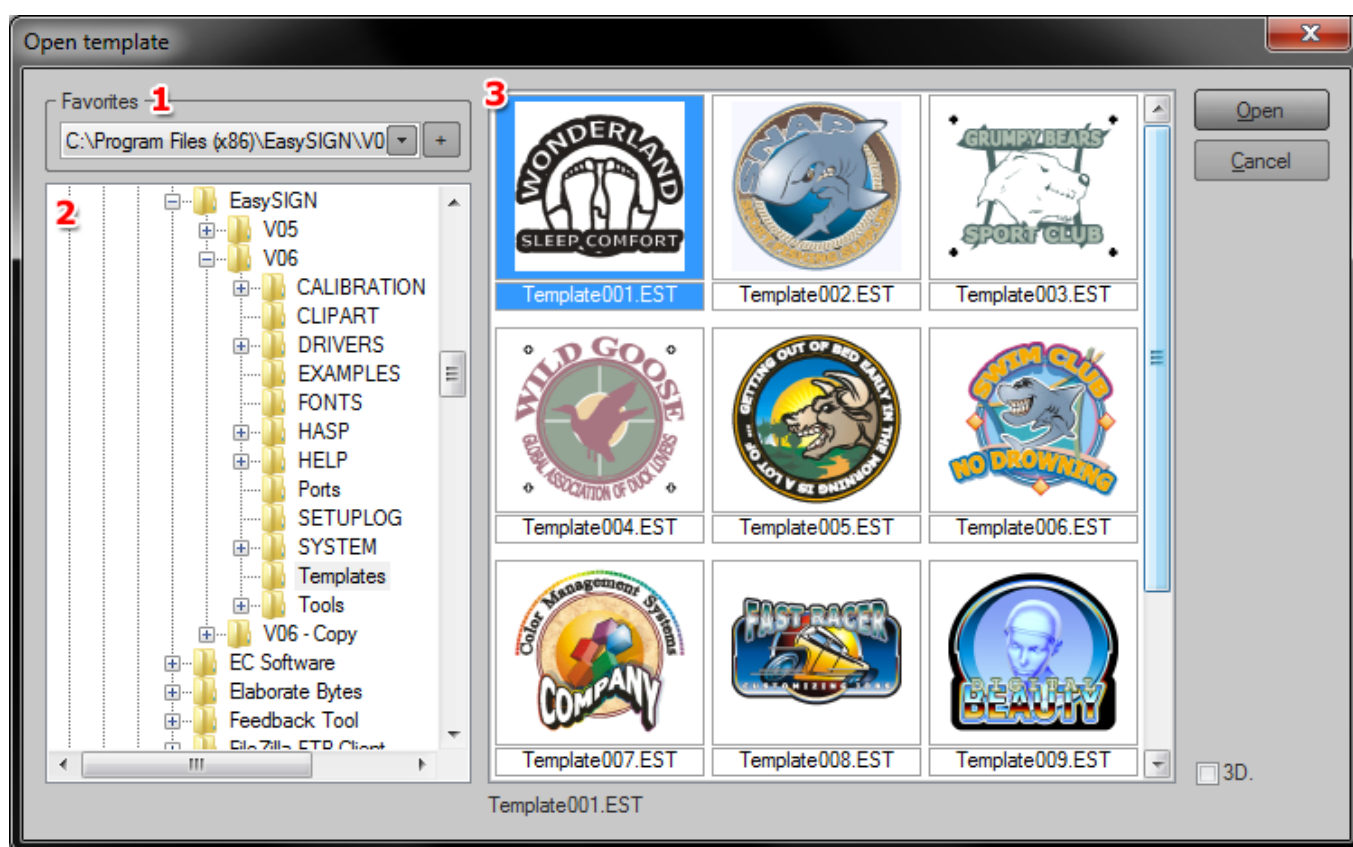 Open template
x
Favorites 1
C:\Program Files (x86)\EasySIGN\V0
+
2
EasySIGN
V05
V06
CALIBRATION
CLIPART
DRIVERS
EXAMPLES
FONTS
HASP
HELP
Ports
SETUPLOG
SYSTEM
Templates
Tools
V06 - Copy
EC Software
Elaborate Bytes
Feedback Tool
FileZilla FTP Client
3
WONDERLAND
SLEEP COMFORT
SNAP
GRUMPY BEARS
SPORT CLUB
Template001.EST Template002.EST Template003.EST
WILD GOOSE
GLOBAL ASSOCIATION OF DUCK LOVERS
GETTING OUT OF BED EARLY IN THE MORNING IS A LOT OF ...
SWIM CLUB
NO DROWNING
Template004.EST Template005.EST Template006.EST
Color Management Systems
COMPANY
FAST RACER
DIGITAL
BEAUTY
Template007.EST Template008.EST Template009.EST
Template001.EST
Open
Cancel
3D.